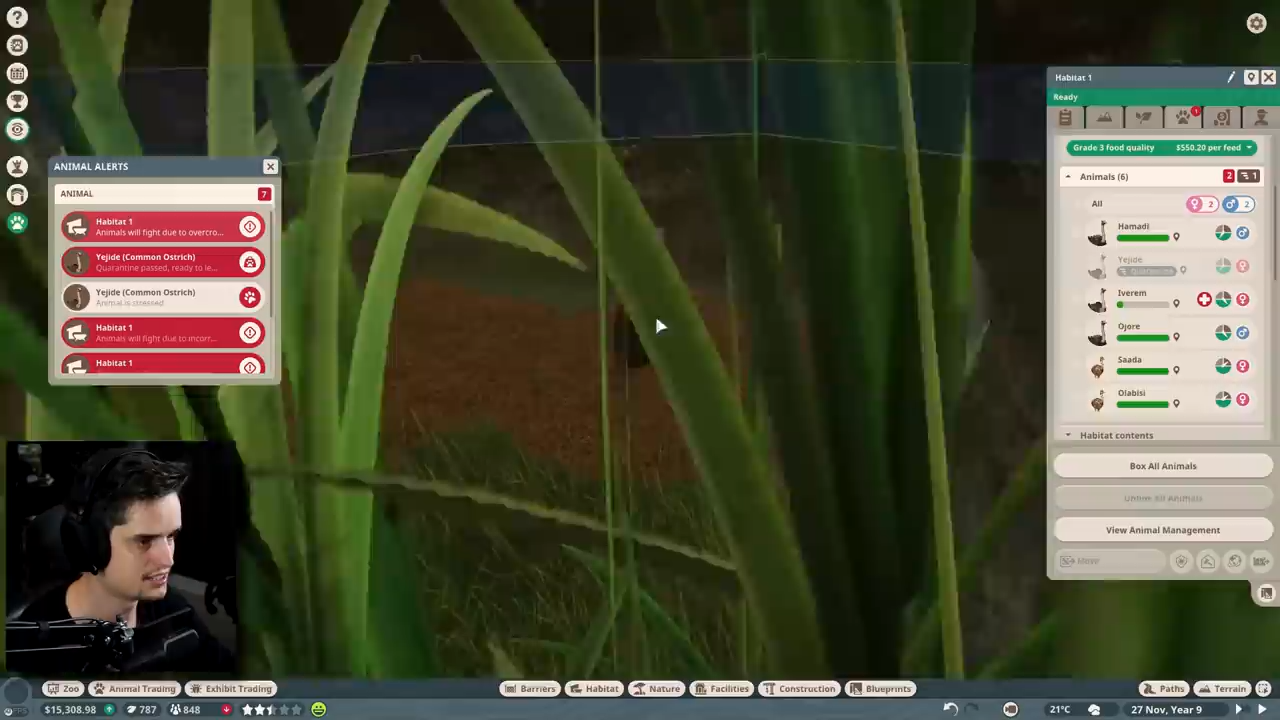 ANIMAL ALERTS
ANIMAL
7
Habitat 1
Animals will fight due to overcro...
Yejide (Common Ostrich)
Quarantine passed, ready to le...
Yejide (Common Ostrich)
Animal is stressed
Habitat 1
Animals will fight due to incorr...
Habitat 1
Habitat 1
Ready
1
Grade 3 food quality
$550.20 per feed
Animals (6)
2
1
All
2
2
Hamadi
Yejide
Quarantine
Iverem
Ojore
Saada
Olabisi
Habitat contents
Box All Animals
Unbox All Animals
View Animal Management
Move
Zoo
Animal Trading
Exhibit Trading
Barriers
Habitat
Nature
Facilities
Construction
Blueprints
Paths
Terrain
FPS
$15,308.98
787
848
21°C
27 Nov, Year 9